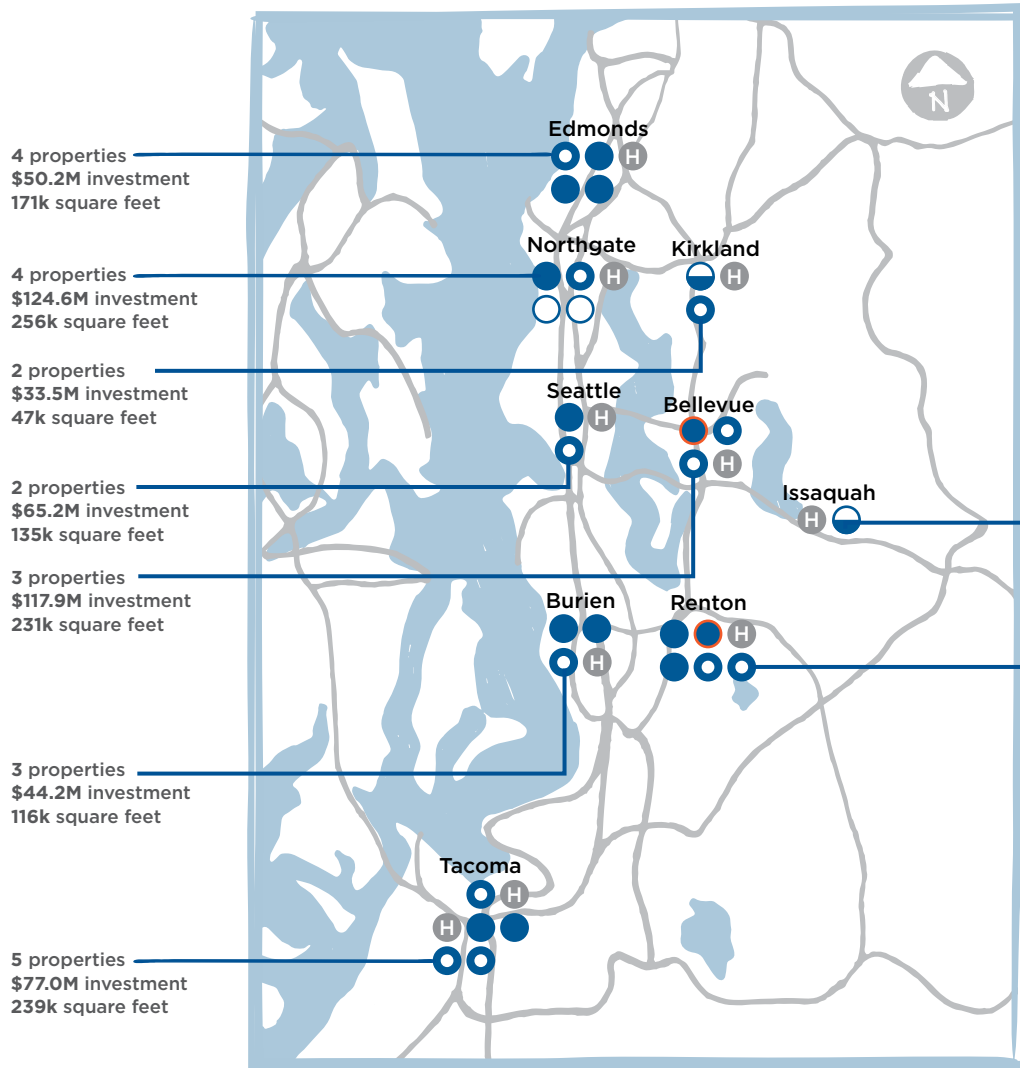 N
Edmonds
H
4 properties
$50.2M investment
171k square feet
Northgate
H
Kirkland
H
4 properties
$124.6M investment
256k square feet
2 properties
$33.5M investment
47k square feet
Seattle
H
Bellevue
H
2 properties
$65.2M investment
135k square feet
Issaquah
H
3 properties
$117.9M investment
231k square feet
Burien
H
Renton
H
3 properties
$44.2M investment
116k square feet
Tacoma
H
H
5 properties
$77.0M investment
239k square feet